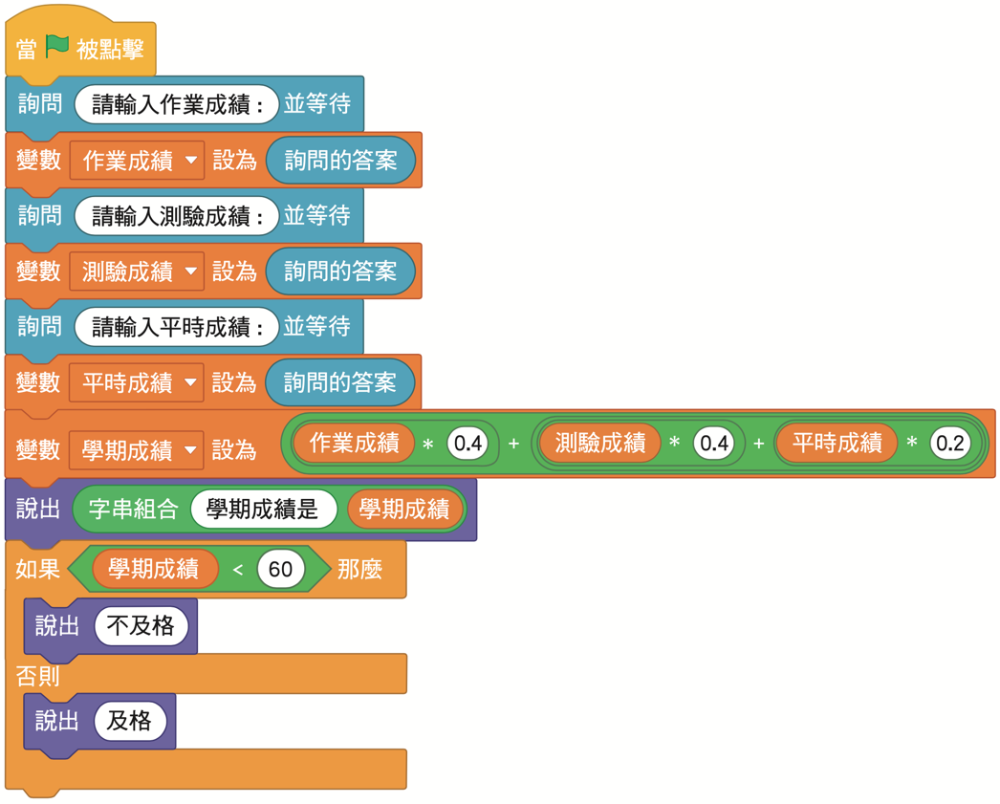 當 被點擊
詢問 請輸入作業成績： 並等待
變數 作業成績 設為 詢問的答案
詢問 請輸入測驗成績： 並等待
變數 測驗成績 設為 詢問的答案
詢問 請輸入平時成績： 並等待
變數 平時成績 設為 詢問的答案
變數 學期成績 設為 作業成績 * 0.4 + 測驗成績 * 0.4 + 平時成績 * 0.2
說出 字串組合 學期成績是 學期成績
如果 學期成績 < 60 那麼
說出 不及格
否則
說出 及格